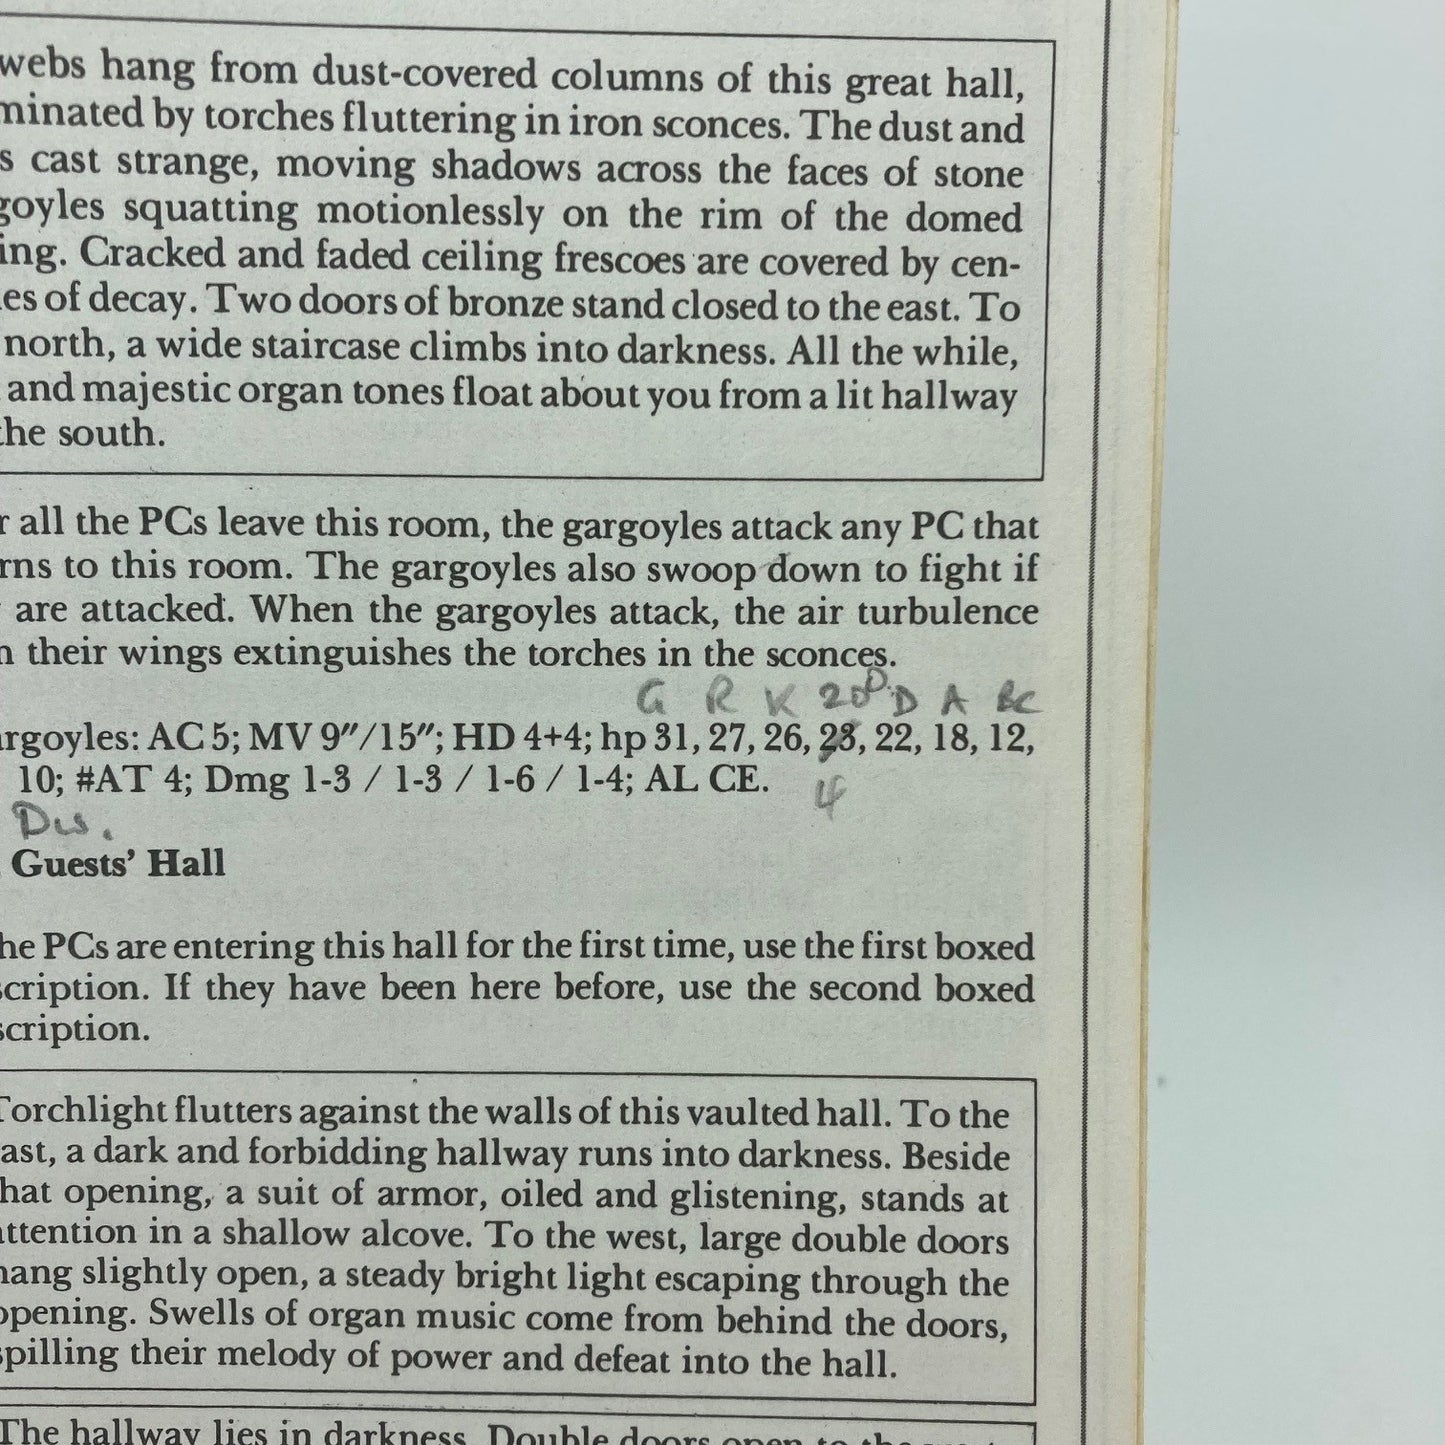 webs hang from dust-covered columns of this great hall,
minated by torches fluttering in iron sconces. The dust and
s cast strange, moving shadows across the faces of stone
goyles squatting motionlessly on the rim of the domed
ing. Cracked and faded ceiling frescoes are covered by cen-
es of decay. Two doors of bronze stand closed to the east. To
north, a wide staircase climbs into darkness. All the while,
and majestic organ tones float about you from a lit hallway
the south.
r all the PCs leave this room, the gargoyles attack any PC that
rns to this room. The gargoyles also swoop down to fight if
are attacked. When the gargoyles attack, the air turbulence
n their wings extinguishes the torches in the sconces.
G R K 20 D D A BC
rgoyles: AC 5; MV 9″/15″; HD 4+4; hp 31, 27, 26, 23, 22, 18, 12,
10; #AT 4; Dmg 1-3 / 1-3 / 1-6 / 1-4; AL CE.
4
Guests’ Hall
he PCs are entering this hall for the first time, use the first boxed
scription. If they have been here before, use the second boxed
scription.
Torchlight flutters against the walls of this vaulted hall. To the
ast, a dark and forbidding hallway runs into darkness. Beside
that opening, a suit of armor, oiled and glistening, stands at
attention in a shallow alcove. To the west, large double doors
hang slightly open, a steady bright light escaping through the
opening. Swells of organ music come from behind the doors,
spilling their melody of power and defeat into the hall.
The hallway lies in darkness. Double doors open to the